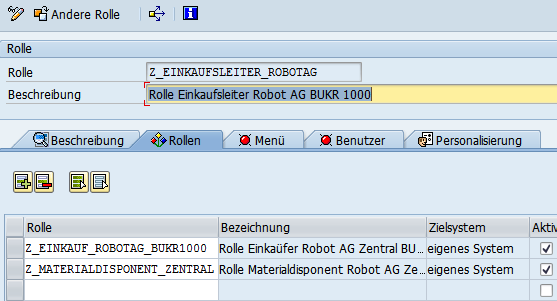 Andere Rolle
Rolle
Rolle Z_EINKAUFSLEITER_ROBOTAG
Beschreibung Rolle Einkaufsleiter Robot AG BUKR 1000
Beschreibung Rollen Menü Benutzer Personalisierung
Rolle Bezeichnung Zielsystem Aktiv
Z_EINKAUF_ROBOTAG_BUKR1000 Rolle Einkaüfer Robot AG Zentral BU... eigenes System
Z_MATERIALDISPONENT_ZENTRAL Rolle Materialdisponent Robot AG Ze... eigenes System